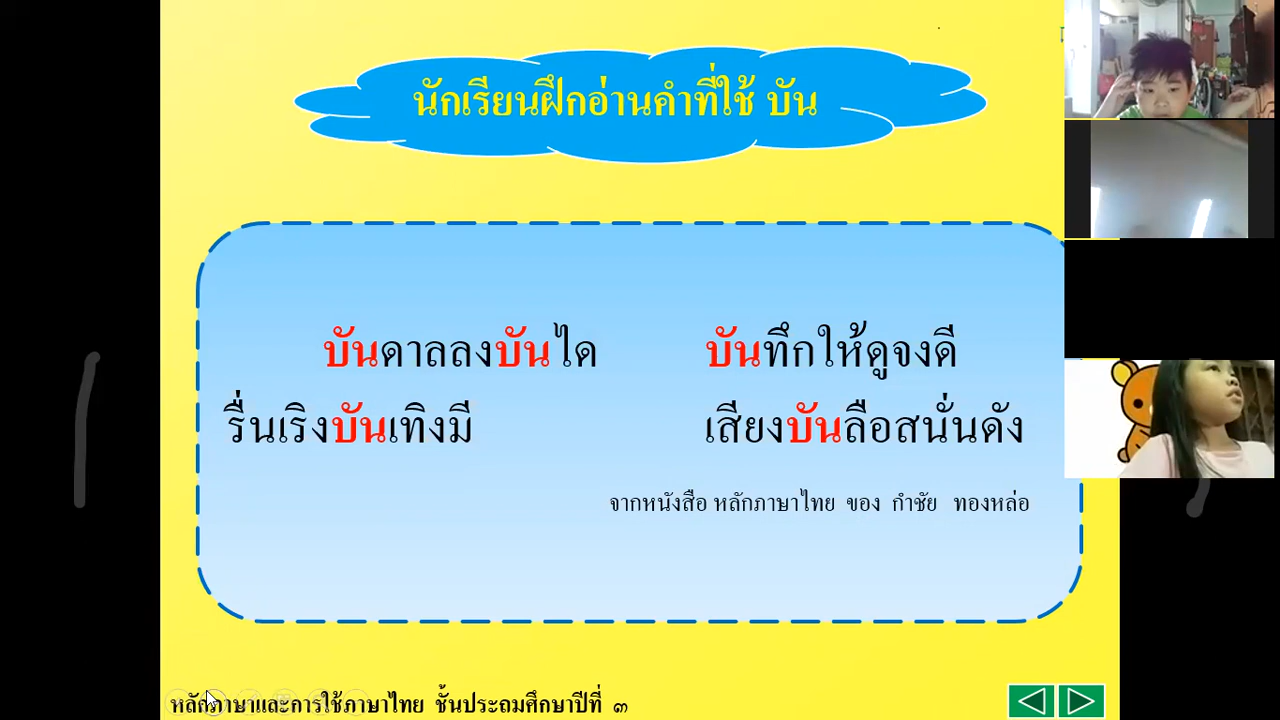 นักเรียนฝึกอ่านคำที่ใช้ บัน
บันดาลลงบันได บันทึกให้ดูจงดี
รื่นเริงบันเทิงมี เสียงบันลือสนั่นดัง
จากหนังสือ หลักภาษาไทย ของ กำชัย ทองหล่อ
หลักภาษาและการใช้ภาษาไทย ชั้นประถมศึกษาปีที่ ๓